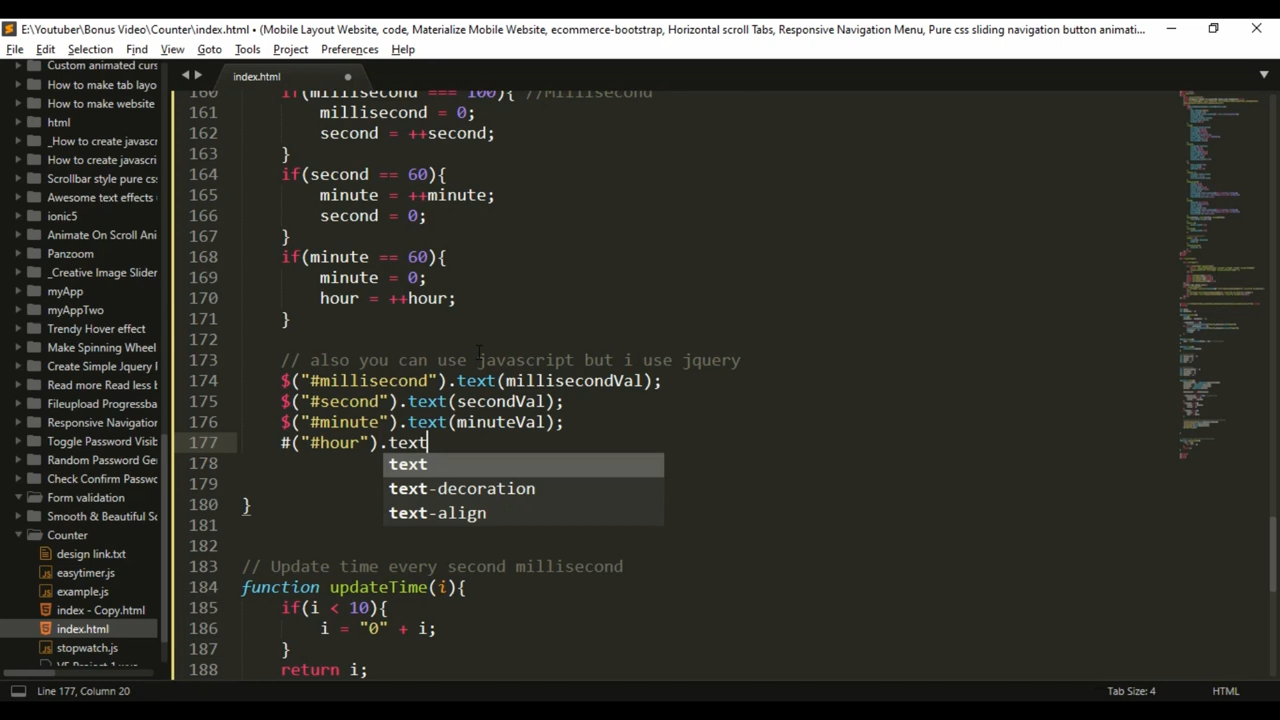 E:\Youtuber\Bonus Video\Counter\index.html • (Mobile Layout Website, code, Materialize Mobile Website, ecommerce-bootstrap, Horizontal scroll Tabs, Responsive Navigation Menu, Pure css sliding navigation button animati...
File Edit Selection Find View Goto Tools Project Preferences Help
index.html
Custom animated curs
How to make tab layo
How to make website
html
_How to create javasc
How to create javascri
Scrollbar style pure css
Awesome text effects
ionic5
Animate On Scroll Ani
Panzoom
_Creative Image Slider
myApp
myAppTwo
Trendy Hover effect
Make Spinning Wheel
Create Simple Jquery
Read more Read less b
Fileupload Progressba
Responsive Navigation
Toggle Password Visib
Random Password Ge
Check Confirm Passw
Form validation
Smooth & Beautiful Sc
Counter
design link.txt
easytimer.js
example.js
index - Copy.html
index.html
stopwatch.js
160 if(millisecond === 100){ //Millisecond
161 millisecond = 0;
162 second = ++second;
163 }
164 if(second == 60){
165 minute = ++minute;
166 second = 0;
167 }
168 if(minute == 60){
169 minute = 0;
170 hour = ++hour;
171 }
172
173 // also you can use javascript but i use jquery
174 $("#millisecond").text(millisecondVal);
175 $("#second").text(secondVal);
176 $("#minute").text(minuteVal);
177 #("#hour").text
178 text
179 text-decoration
text-align
180 }
181
182
183 // Update time every second millisecond
184 function updateTime(i){
185 if(i < 10){
186 i = "0" + i;
187 }
188 return i;
Line 177, Column 20 Tab Size: 4 HTML